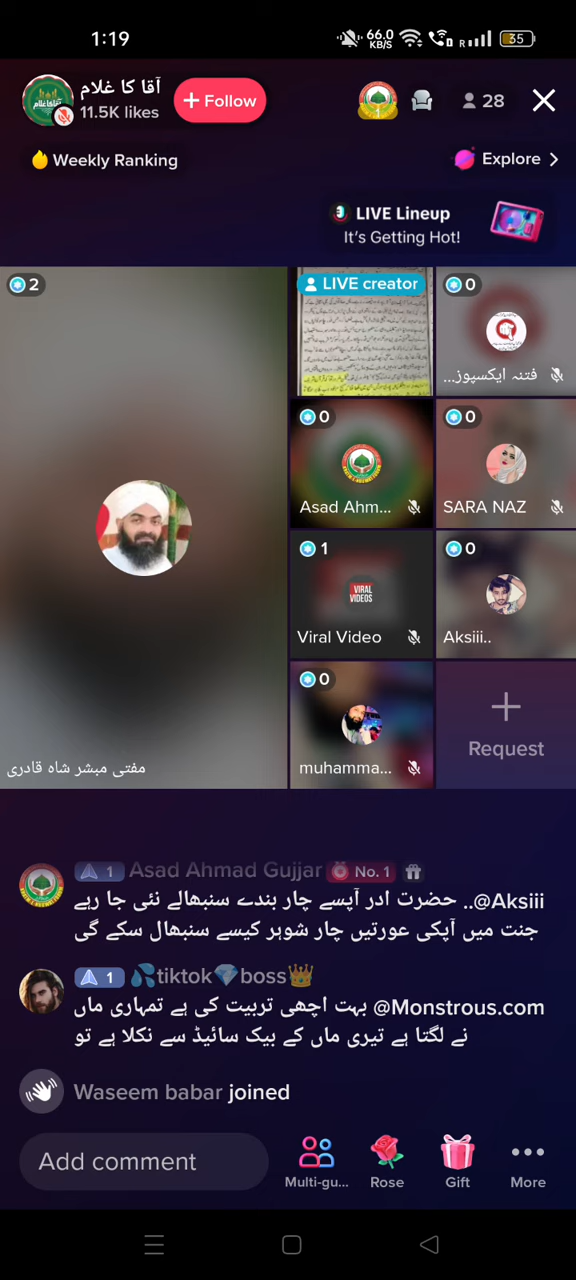 1:19
66.0
KB/S
R
35
آقا کا غلام
11.5K likes
+ Follow
28
Weekly Ranking
Explore >
LIVE Lineup
It's Getting Hot!
2
LIVE creator
0
فتنہ ایکسپوز...
0
Asad Ahm...
0
SARA NAZ
1
VIRAL
VIDEOS
Viral Video
0
Aksiii..
0
muhamma...
Request
مفتی مبشر شاہ قادری
1 Asad Ahmad Gujjar No. 1
@Aksiii.. حضرت ادر آپسے چار بندے سنبھالے نئی جا رہے
جنت میں آپکی عورتیں چار شوہر کیسے سنبھال سکے گی
1 💦tiktok💎boss👑
@Monstrous.com بہت اچھی تربیت کی ہے تمہاری ماں
نے لگتا ہے تیری ماں کے بیک سائیڈ سے نکلا ہے تو
Waseem babar joined
Add comment
Multi-gu...
Rose
Gift
More